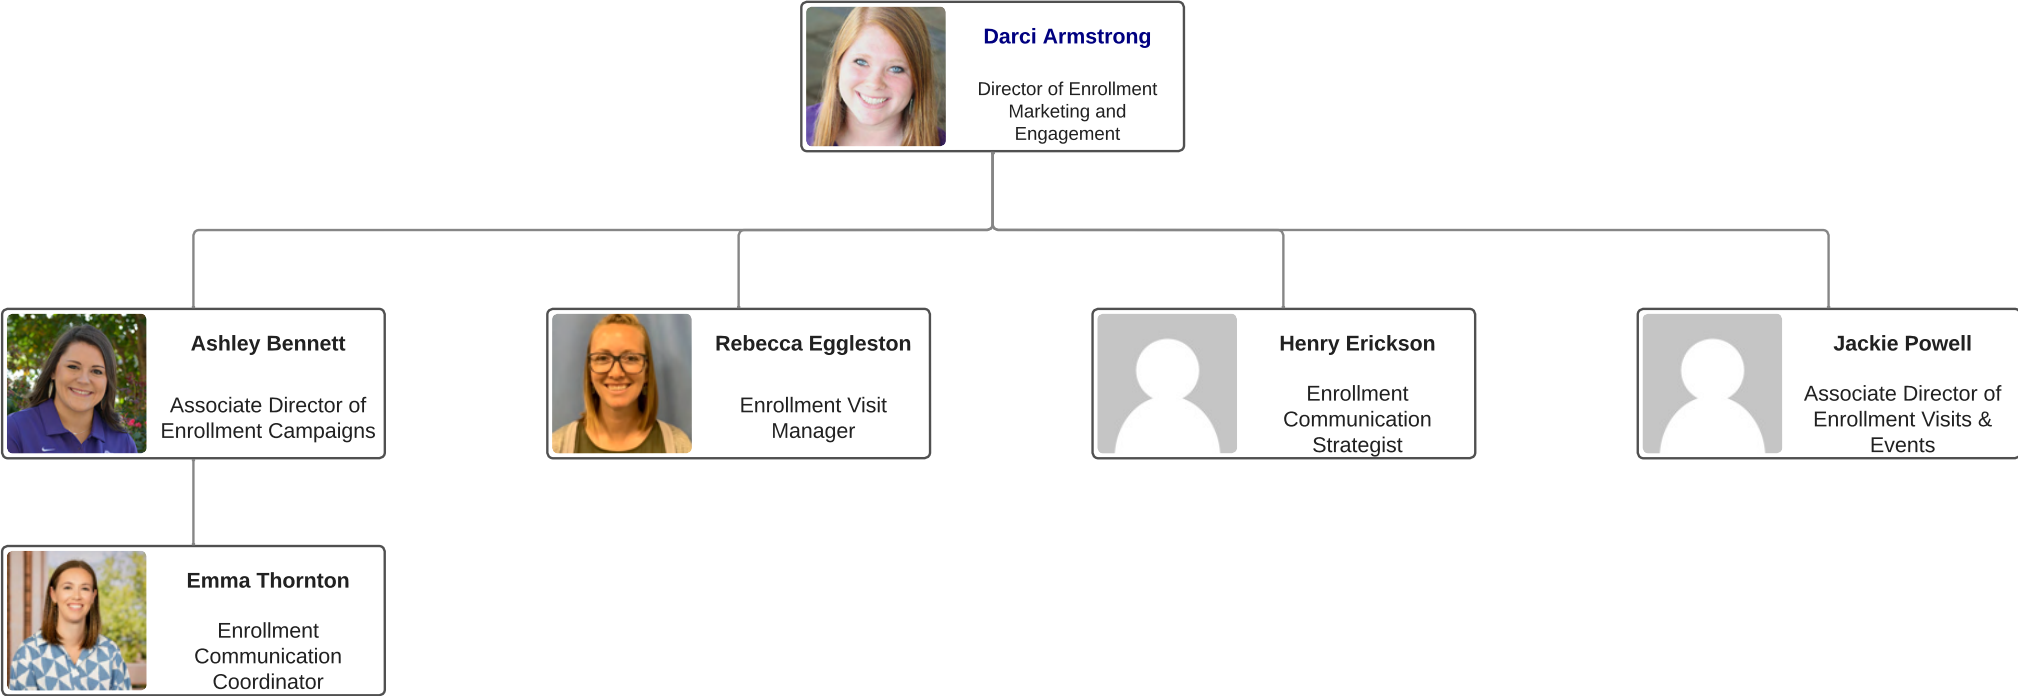 Darci Armstrong
Director of Enrollment
Marketing and
Engagement
Ashley Bennett
Associate Director of
Enrollment Campaigns
Rebecca Eggleston
Enrollment Visit
Manager
Henry Erickson
Enrollment
Communication
Strategist
Jackie Powell
Associate Director of
Enrollment Visits &
Events
Emma Thornton
Enrollment
Communication
Coordinator